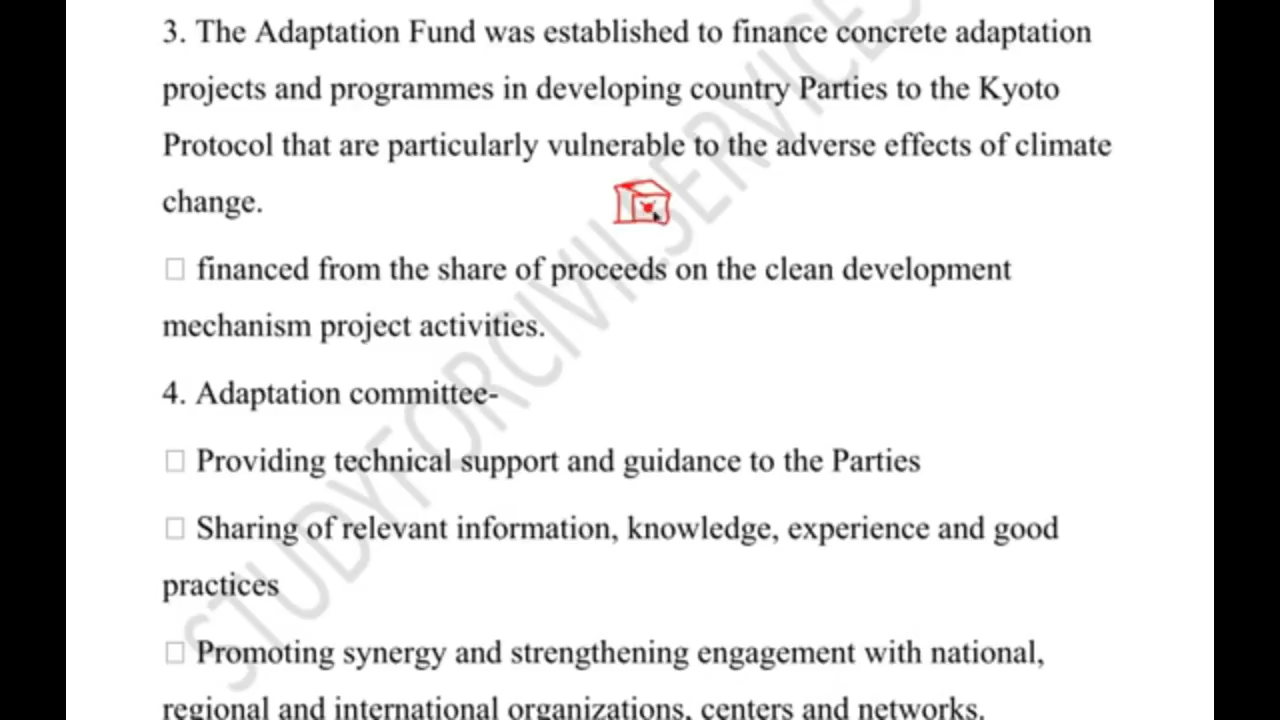 3. The Adaptation Fund was established to finance concrete adaptation
projects and programmes in developing country Parties to the Kyoto
Protocol that are particularly vulnerable to the adverse effects of climate
change.
financed from the share of proceeds on the clean development
mechanism project activities.
4. Adaptation committee-
Providing technical support and guidance to the Parties
Sharing of relevant information, knowledge, experience and good
practices
Promoting synergy and strengthening engagement with national,
regional and international organizations, centers and networks.
STUDYFORCIVILSERVICES